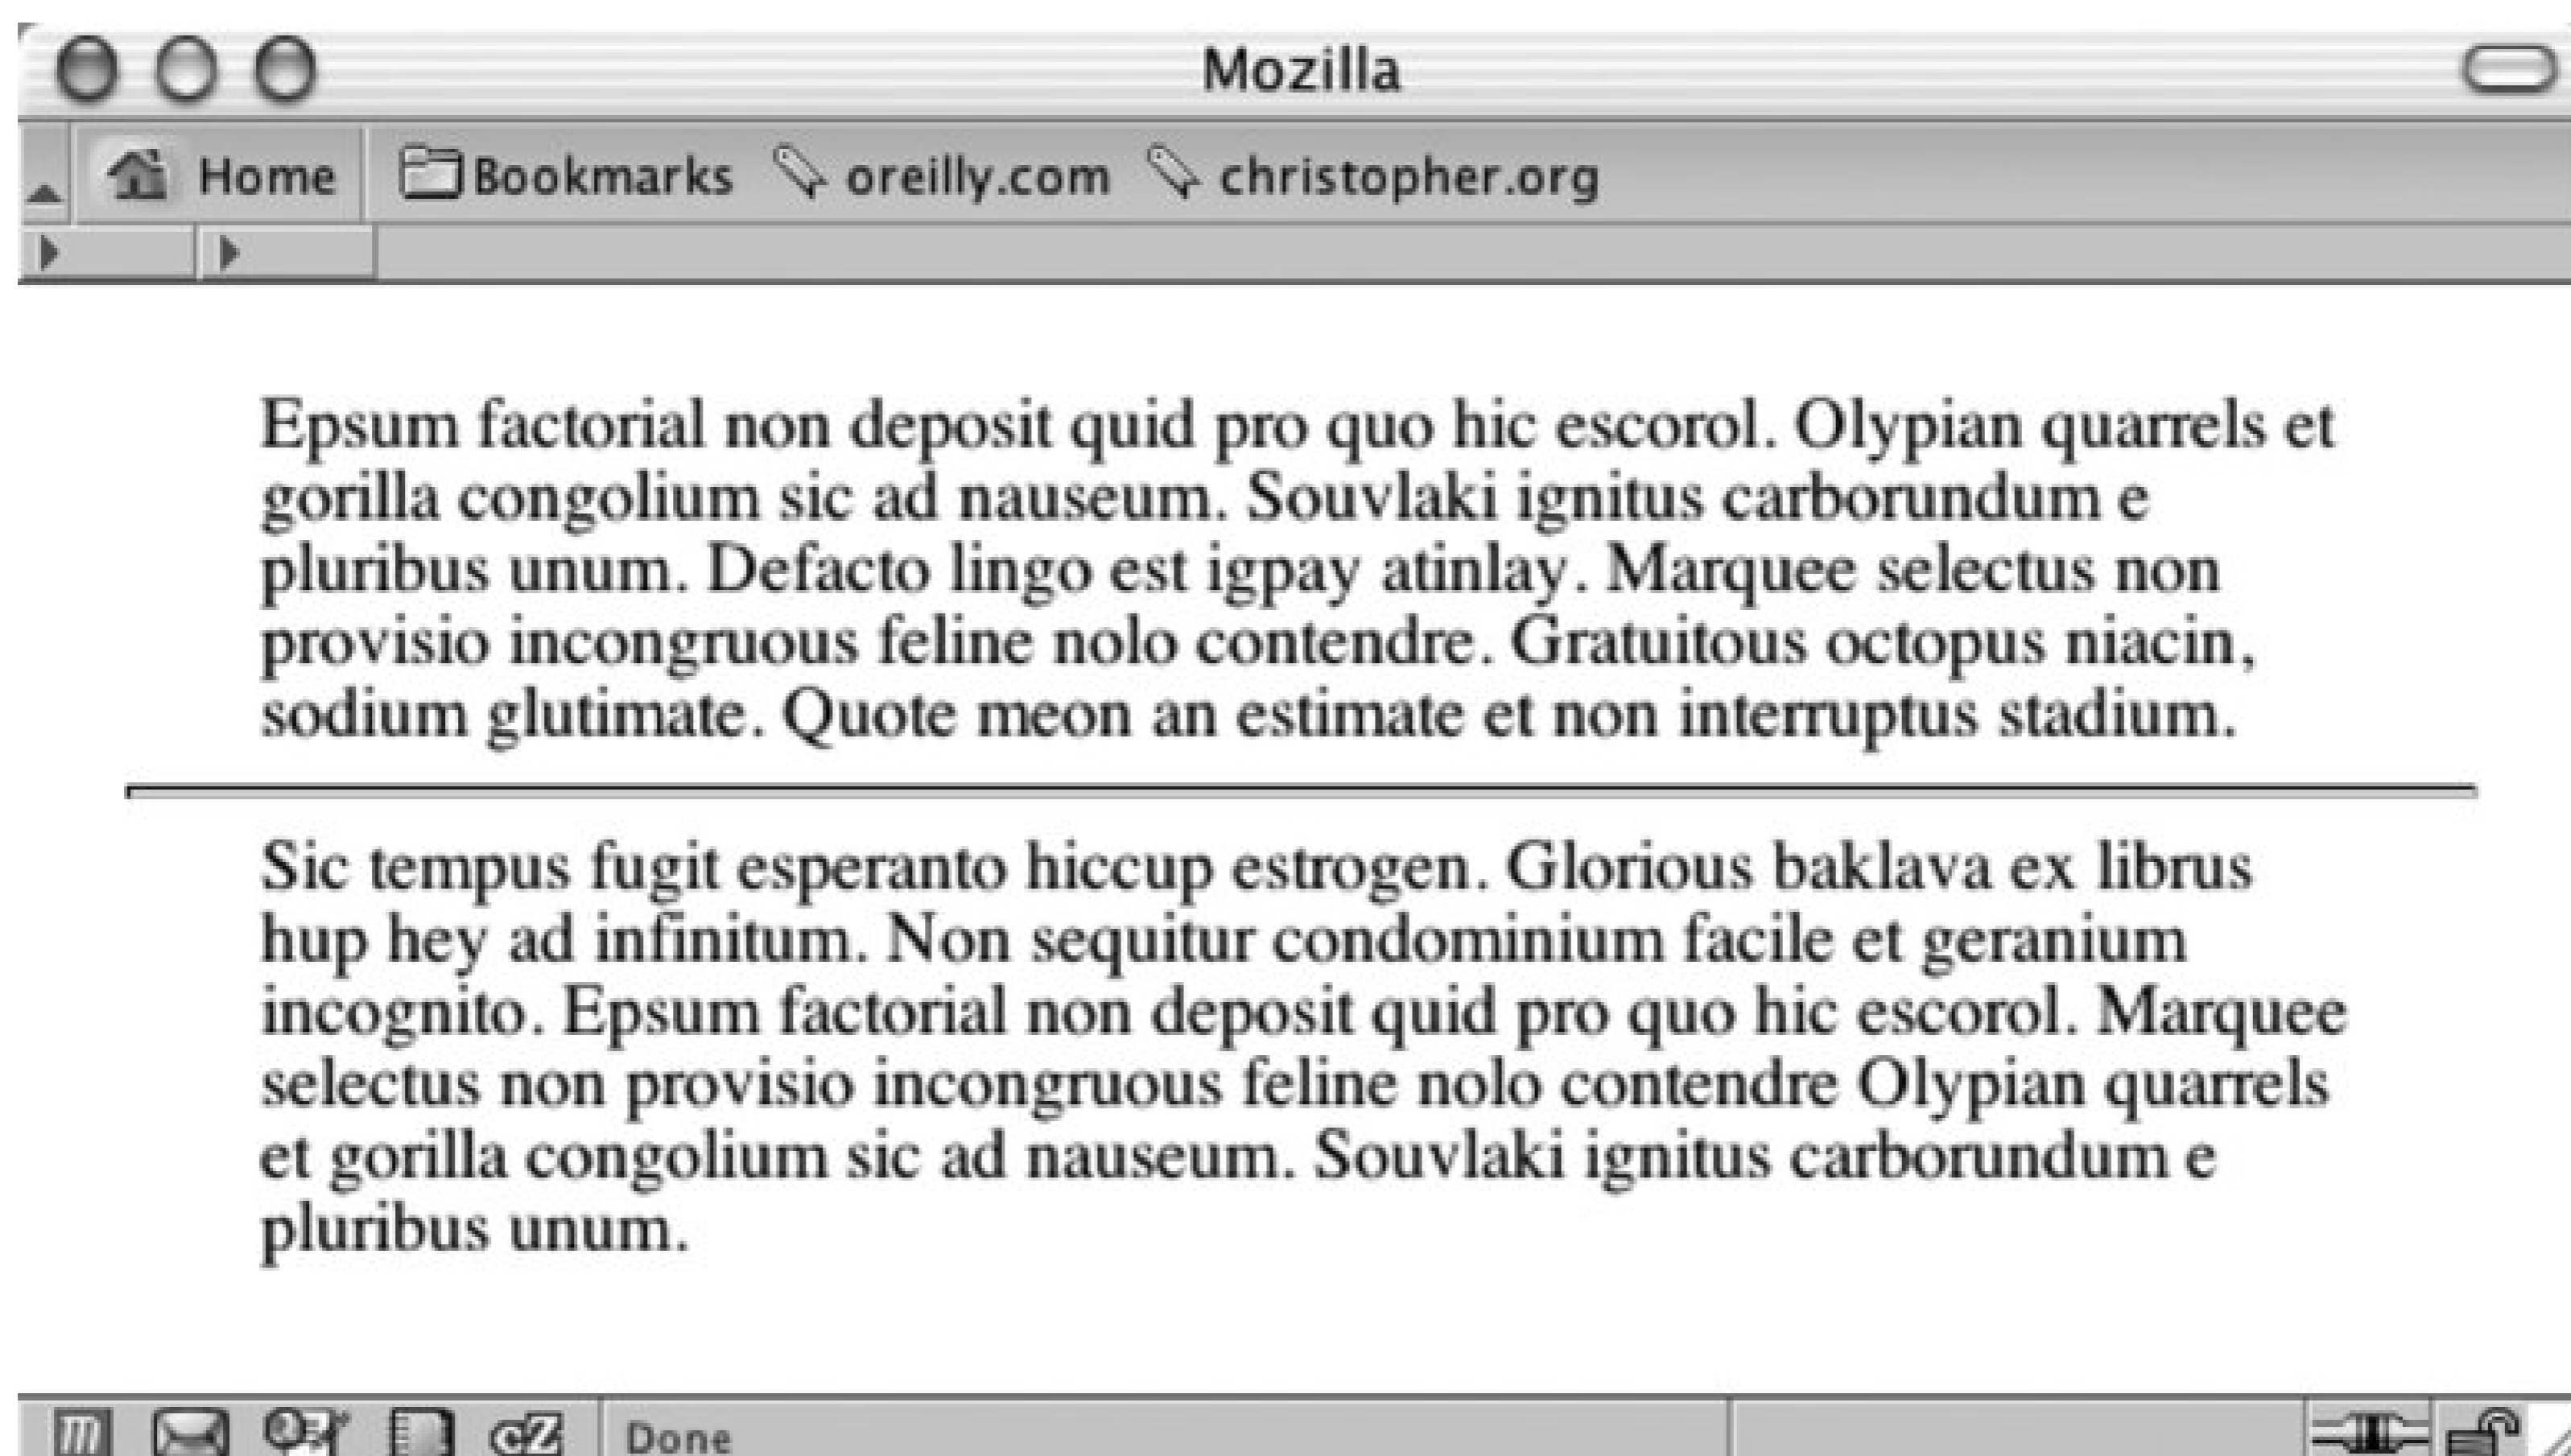 Mozilla
Home Bookmarks oreilly.com christopher.org
Epsum factorial non deposit quid pro quo hic escorol. Olypian quarrels et
gorilla congolium sic ad nauseum. Souvlaki ignitus carborundum e
pluribus unum. Defacto lingo est igpay atinlay. Marquee selectus non
provisio incongruous feline nolo contendre. Gratuitous octopus niacin,
sodium glutimate. Quote meon an estimate et non interruptus stadium.
Sic tempus fugit esperanto hiccup estrogen. Glorious baklava ex librus
hup hey ad infinitum. Non sequitur condominium facile et geranium
incognito. Epsum factorial non deposit quid pro quo hic escorol. Marquee
selectus non provisio incongruous feline nolo contendre Olypian quarrels
et gorilla congolium sic ad nauseum. Souvlaki ignitus carborundum e
pluribus unum.
m cZ Done